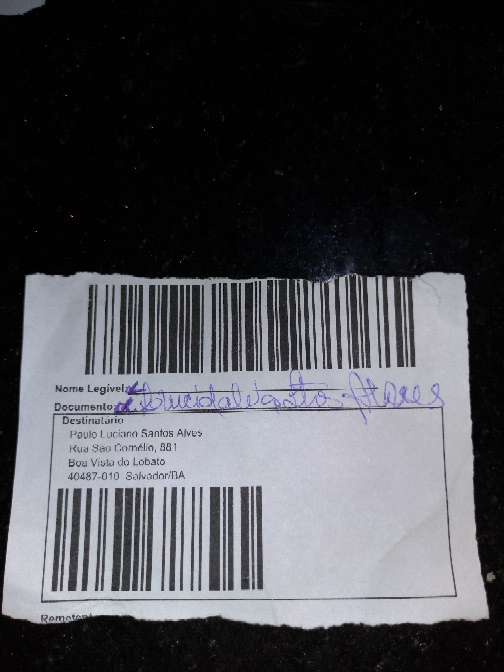 Nome Legível:
Documento:
Destinatário
Paulo Luciano Santos Alves
Rua São Cornélio, 881
Boa Vista do Lobato
40487-010 Salvador/BA